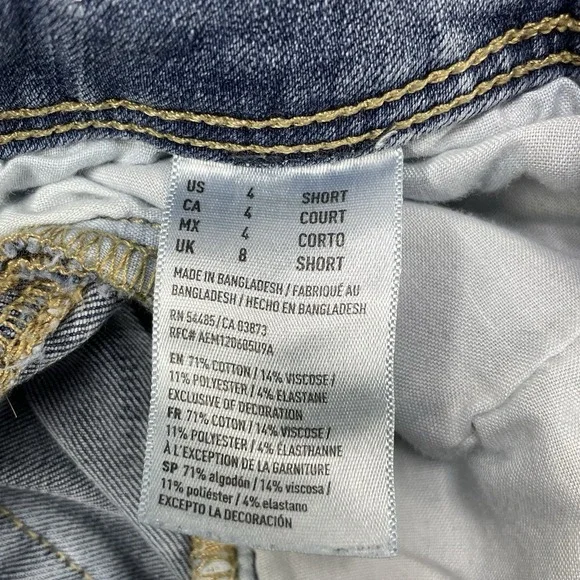 US 4 SHORT
CA 4 COURT
MX 4 CORTO
UK 8 SHORT
MADE IN BANGLADESH / FABRIQUÉ AU
BANGLADESH / HECHO EN BANGLADESH
RN 54485 / CA 03873
RFC# AEM120605U9A
EN 71% COTTON / 14% VISCOSE /
11% POLYESTER / 4% ELASTANE
EXCLUSIVE OF DECORATION
FR 71% COTON / 14% VISCOSE /
11% POLYESTER / 4% ELASTHANNE
À L'EXCEPTION DE LA GARNITURE
SP 71% algodón / 14% viscosa /
11% poliéster / 4% elastano
EXCEPTO LA DECORACIÓN